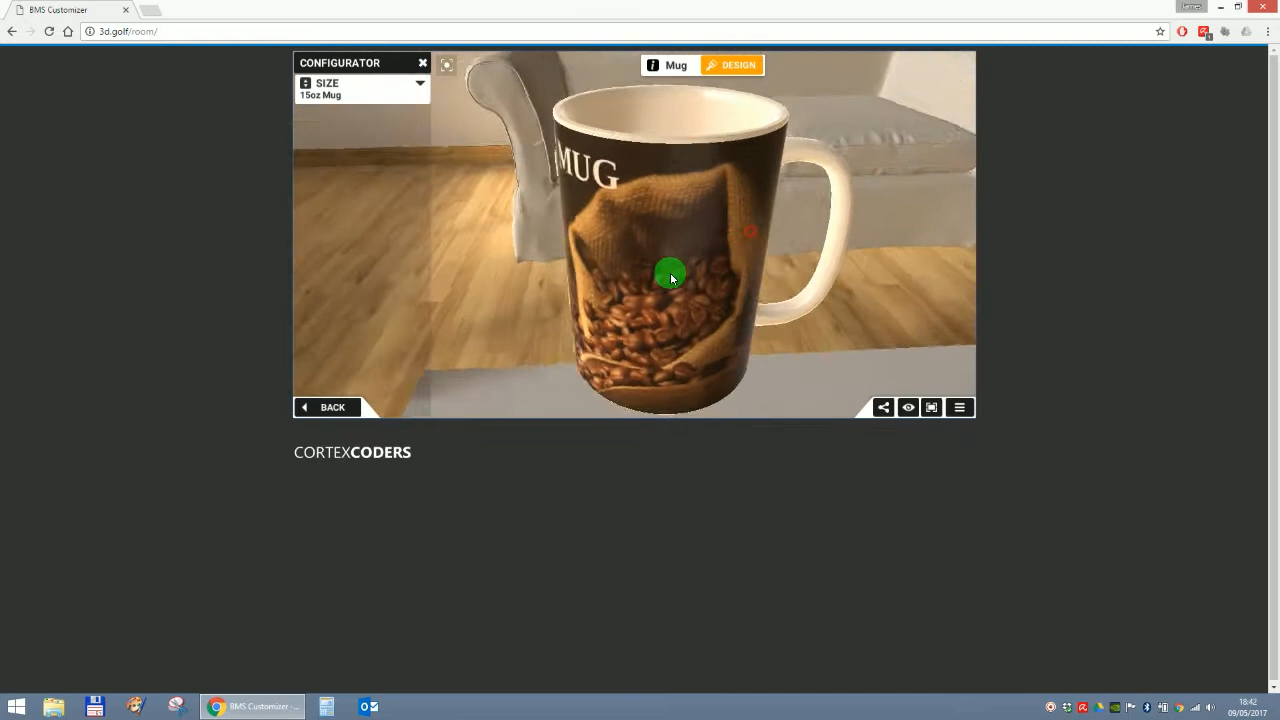 BMS Customizer
James
3d.golf/room/
CONFIGURATOR
Mug
DESIGN
SIZE
15oz Mug
MUG
BACK
CORTEXCODERS
BMS Customizer -...
18:42
09/05/2017